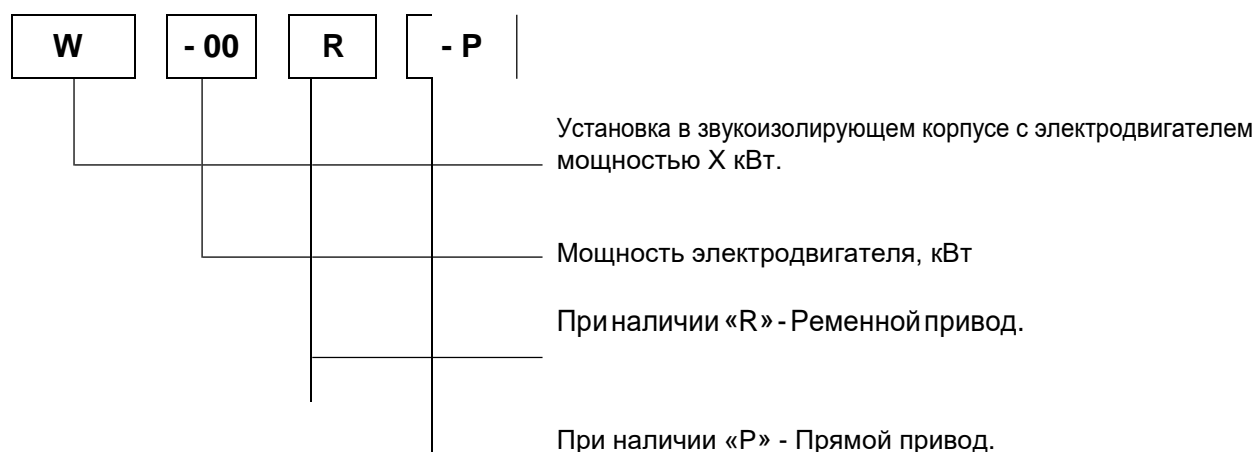 W - 00 R - P
Установка в звукоизолирующем корпусе с электродвигателем
мощностью X кВт.
Мощность электродвигателя, кВт
При наличии «R» - Ременной привод.
При наличии «P» - Прямой привод.